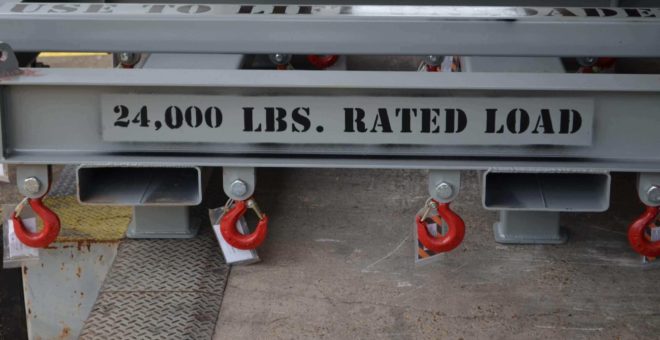 USE TO LIFT
24,000 LBS. RATED LOAD